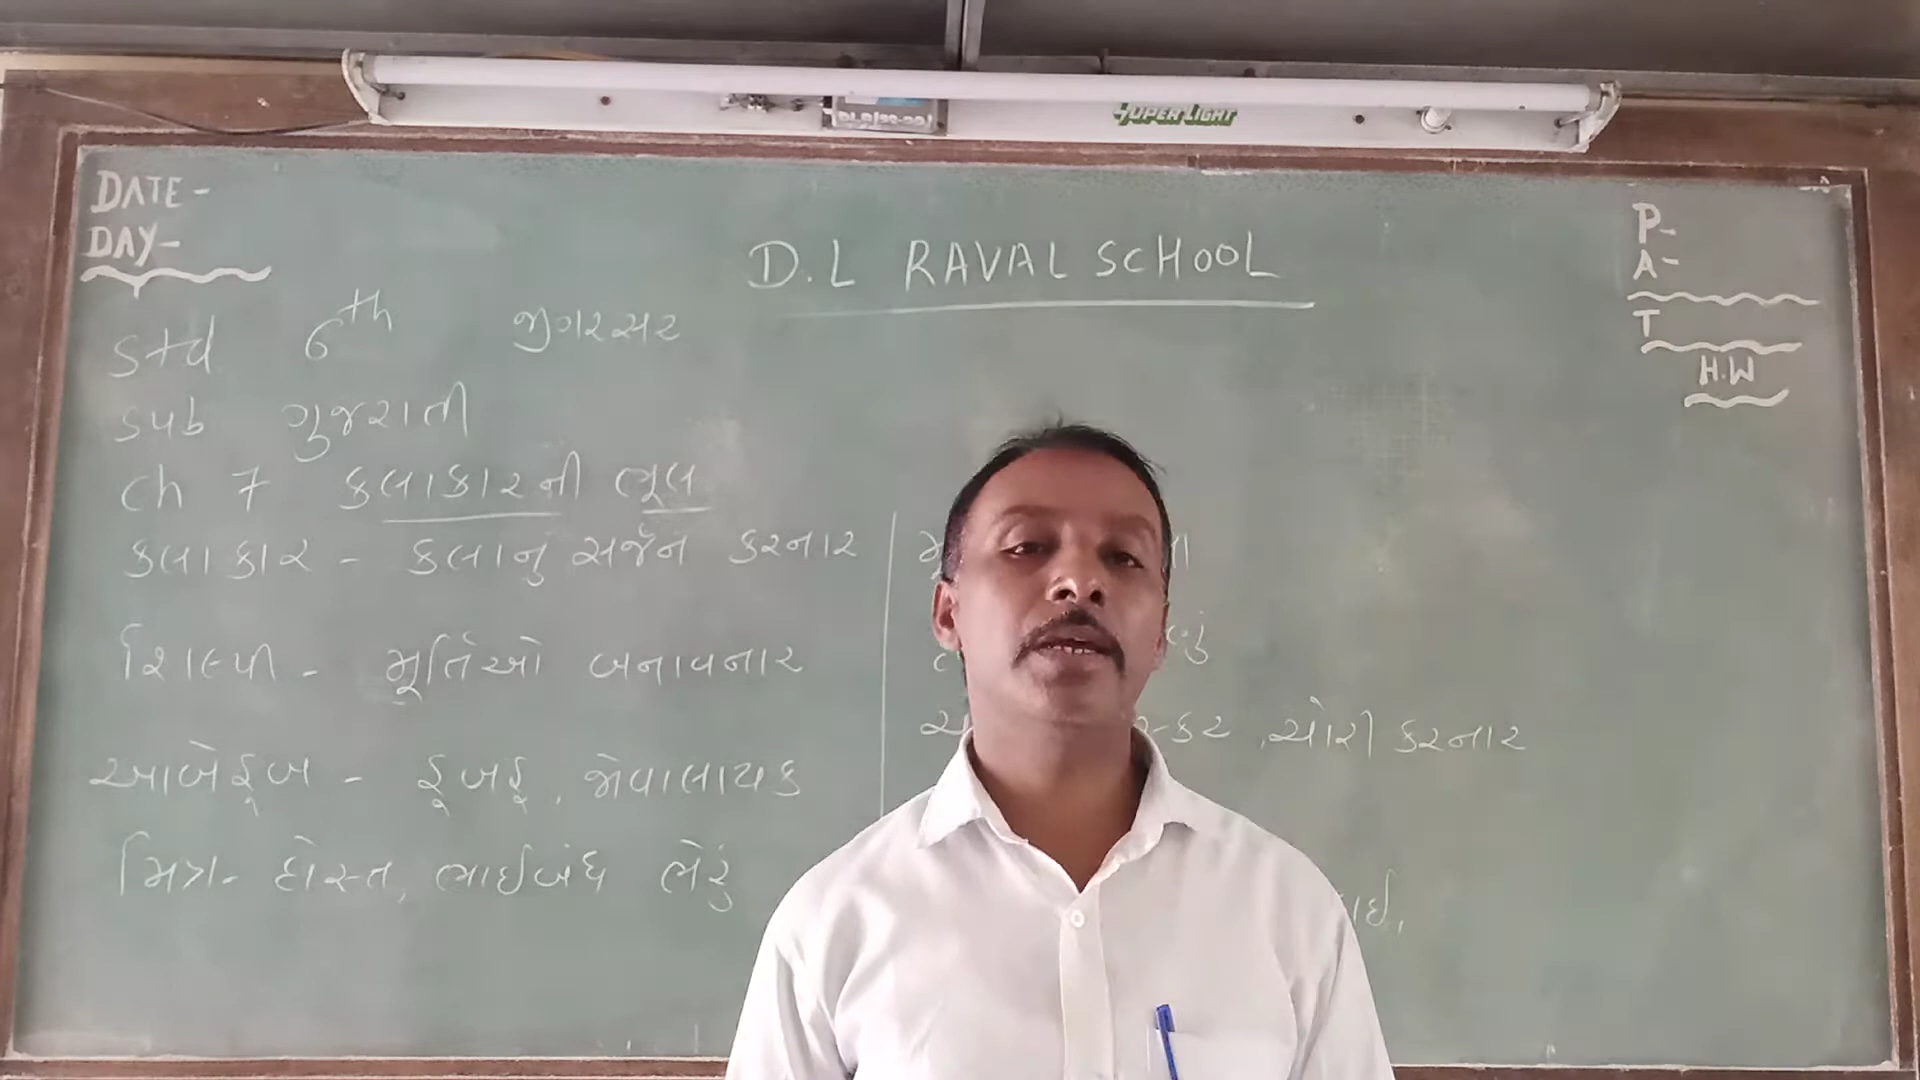 SUPER LIGHT
DATE -
DAY -
D.L RAVAL SCHOOL
P-
A-
T
H.W
Std 6th જીગરસર
Sub ગુજરાતી
Ch 7 કલાકારની ભૂલ
કલાકાર - કલાનુ સર્જન કરનાર
શિલ્પી - મૂર્તિઓ બનાવનાર
આબેહૂબ - હૂબહૂ, જોવાલાયક
મિત્ર - દોસ્ત, ભાઈબંધ ભેરું
ચોરી કરનાર